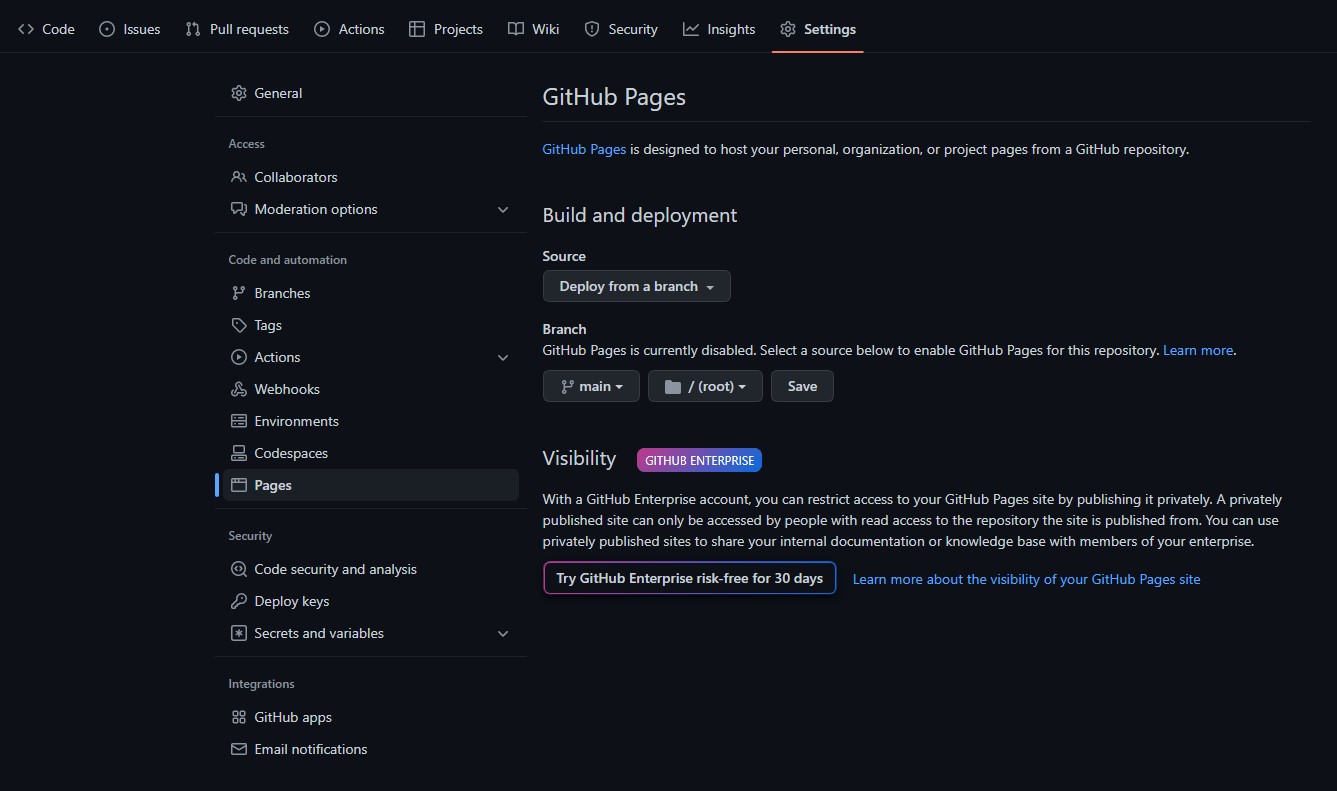 Code Issues Pull requests Actions Projects Wiki Security Insights Settings
General
Access
Collaborators
Moderation options
Code and automation
Branches
Tags
Actions
Webhooks
Environments
Codespaces
Pages
Security
Code security and analysis
Deploy keys
Secrets and variables
Integrations
GitHub apps
Email notifications
GitHub Pages
GitHub Pages is designed to host your personal, organization, or project pages from a GitHub repository.
Build and deployment
Source
Deploy from a branch
Branch
GitHub Pages is currently disabled. Select a source below to enable GitHub Pages for this repository. Learn more.
main / (root) Save
Visibility GITHUB ENTERPRISE
With a GitHub Enterprise account, you can restrict access to your GitHub Pages site by publishing it privately. A privately
published site can only be accessed by people with read access to the repository the site is published from. You can use
privately published sites to share your internal documentation or knowledge base with members of your enterprise.
Try GitHub Enterprise risk-free for 30 days Learn more about the visibility of your GitHub Pages site